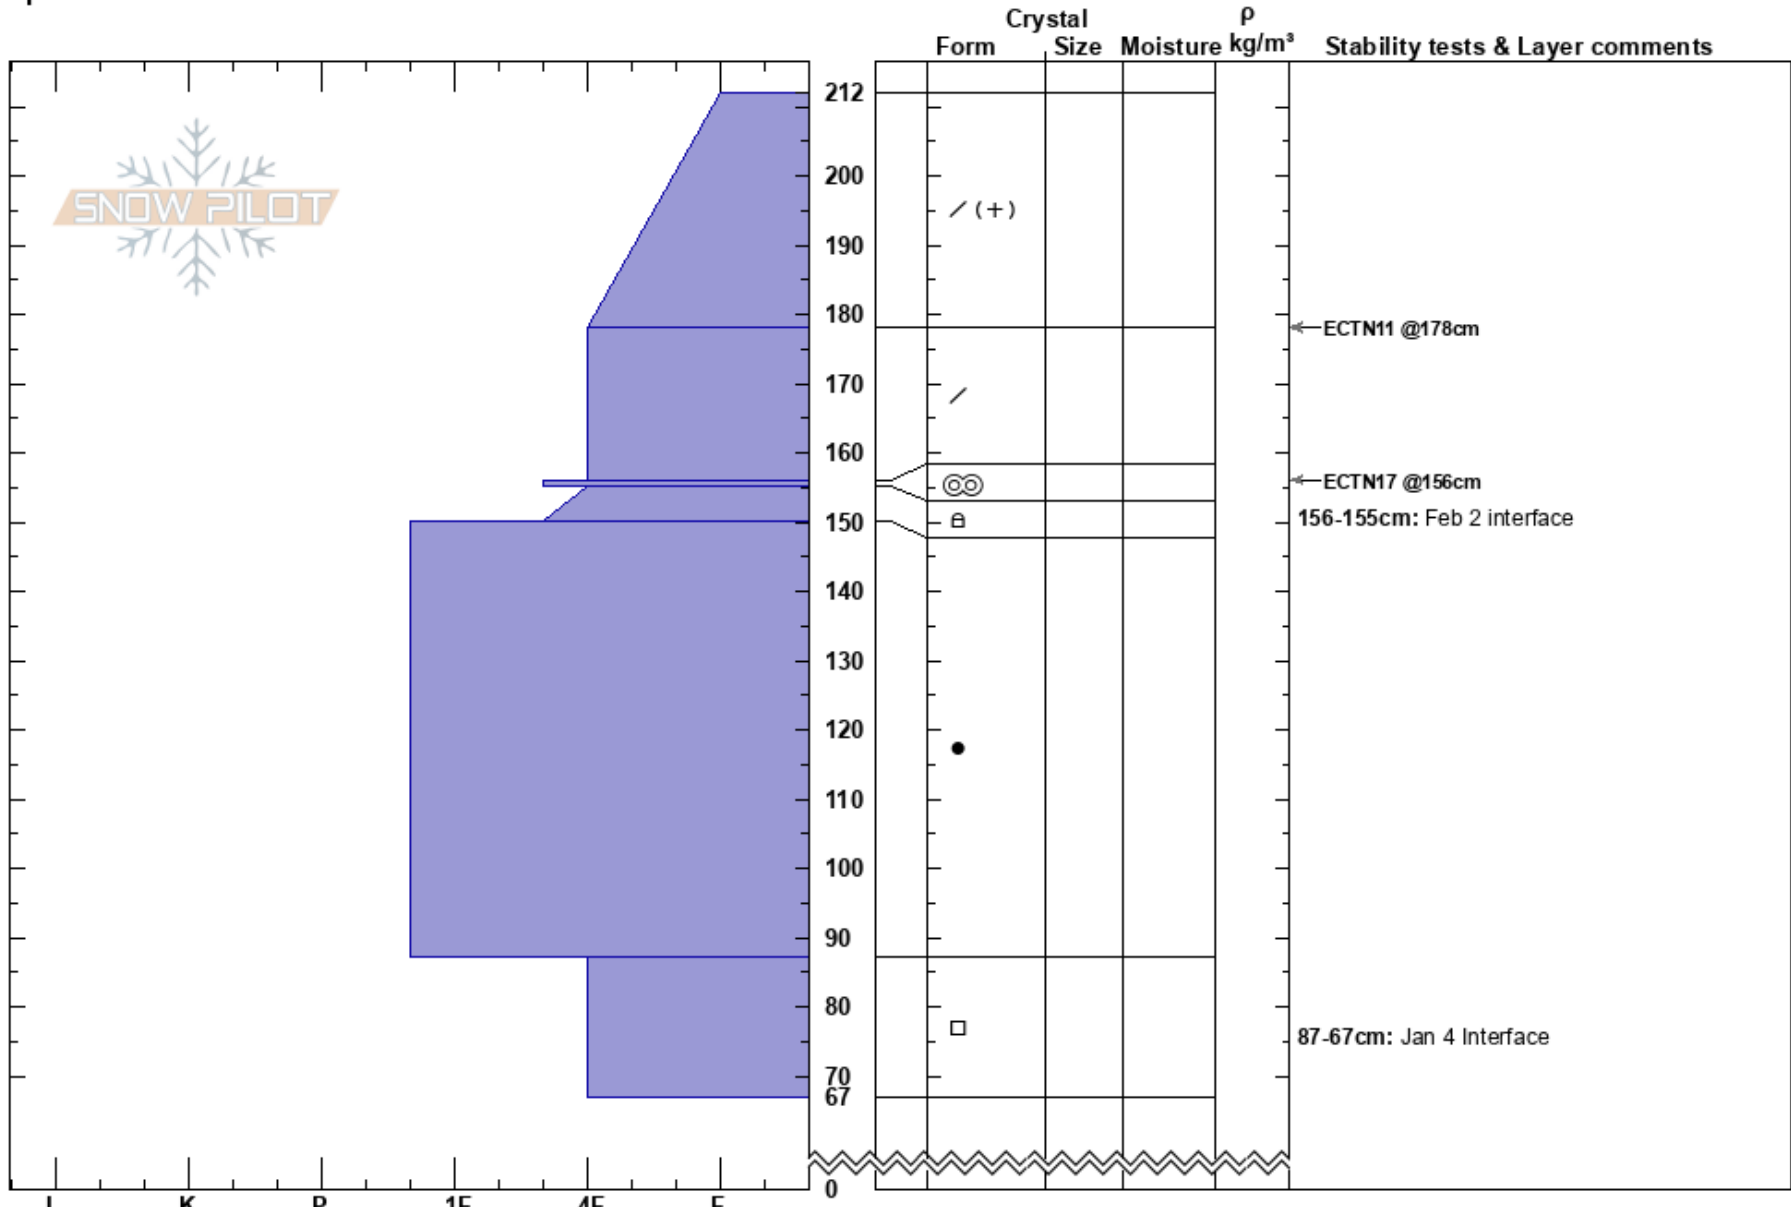 Crystal
ρ
Form Size Moisture kg/m³ Stability tests & Layer comments
212
SNOW PILOT
200
(+)
190
180
ECTN11 @178cm
170
160
ECTN17 @156cm
156-155cm: Feb 2 interface
150
140
130
120
110
100
90
80
87-67cm: Jan 4 Interface
70
67
0
I K P 1F 4F F